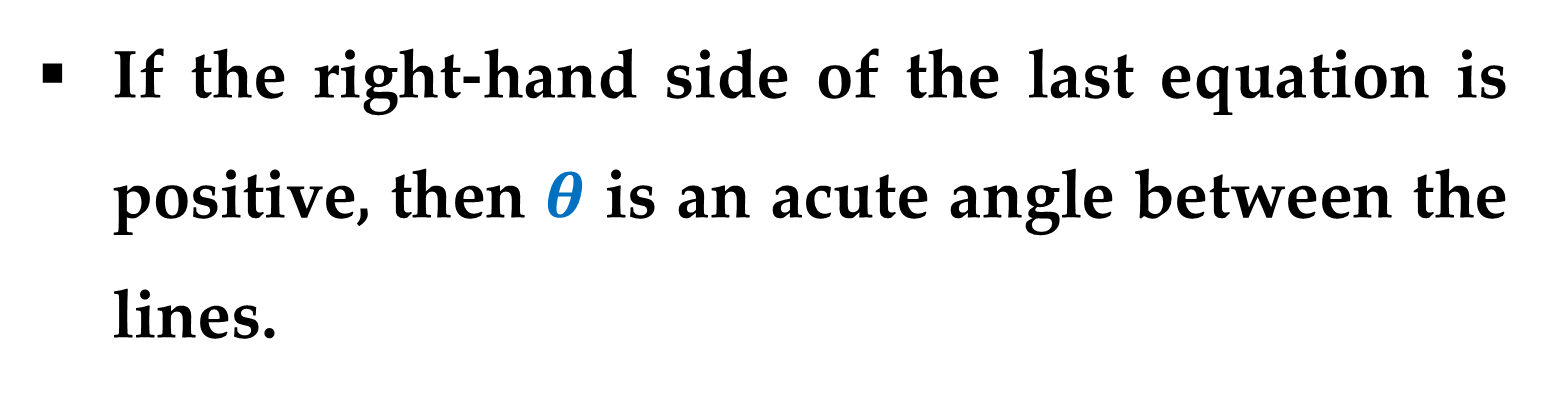 ▪ If the right-hand side of the last equation is
positive, then θ is an acute angle between the
lines.